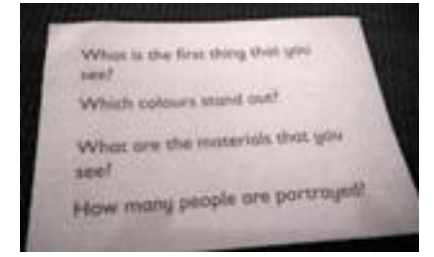 What is the first thing that you
see?
Which colours stand out?
What are the materials that you
see?
How many people are portrayed?